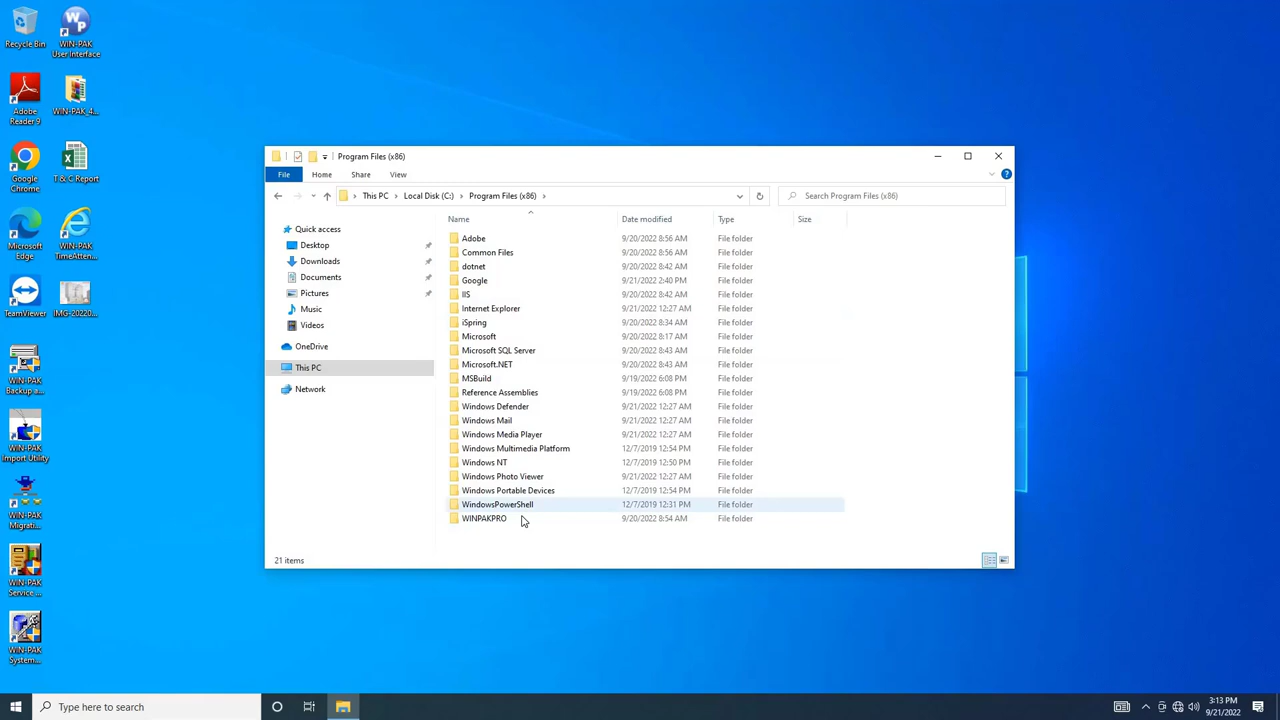 Recycle Bin
WIN-PAK
User Interface
Adobe
Reader 9
WIN-PAK_4...
Google
Chrome
T & C Report
Microsoft
Edge
WIN-PAK
TimeAtten...
TeamViewer
IMG-20220...
WIN-PAK
Backup a...
WIN-PAK
Import Utility
WIN-PAK
Migrati...
WIN-PAK
Service ...
WIN-PAK
System...
Program Files (x86)
File Home Share View
This PC > Local Disk (C:) > Program Files (x86) >
Search Program Files (x86)
Quick access
Desktop
Downloads
Documents
Pictures
Music
Videos
OneDrive
This PC
Network
Name Date modified Type Size
Adobe 9/20/2022 8:56 AM File folder
Common Files 9/20/2022 8:56 AM File folder
dotnet 9/20/2022 8:42 AM File folder
Google 9/21/2022 2:40 PM File folder
IIS 9/20/2022 8:42 AM File folder
Internet Explorer 9/21/2022 12:27 AM File folder
iSpring 9/20/2022 8:34 AM File folder
Microsoft 9/20/2022 8:17 AM File folder
Microsoft SQL Server 9/20/2022 8:43 AM File folder
Microsoft.NET 9/20/2022 8:43 AM File folder
MSBuild 9/19/2022 6:08 PM File folder
Reference Assemblies 9/19/2022 6:08 PM File folder
Windows Defender 9/21/2022 12:27 AM File folder
Windows Mail 9/21/2022 12:27 AM File folder
Windows Media Player 9/21/2022 12:27 AM File folder
Windows Multimedia Platform 12/7/2019 12:54 PM File folder
Windows NT 12/7/2019 12:50 PM File folder
Windows Photo Viewer 9/21/2022 12:27 AM File folder
Windows Portable Devices 12/7/2019 12:54 PM File folder
WindowsPowerShell 12/7/2019 12:31 PM File folder
WINPAKPRO 9/20/2022 8:54 AM File folder
21 items
Type here to search
3:13 PM
9/21/2022